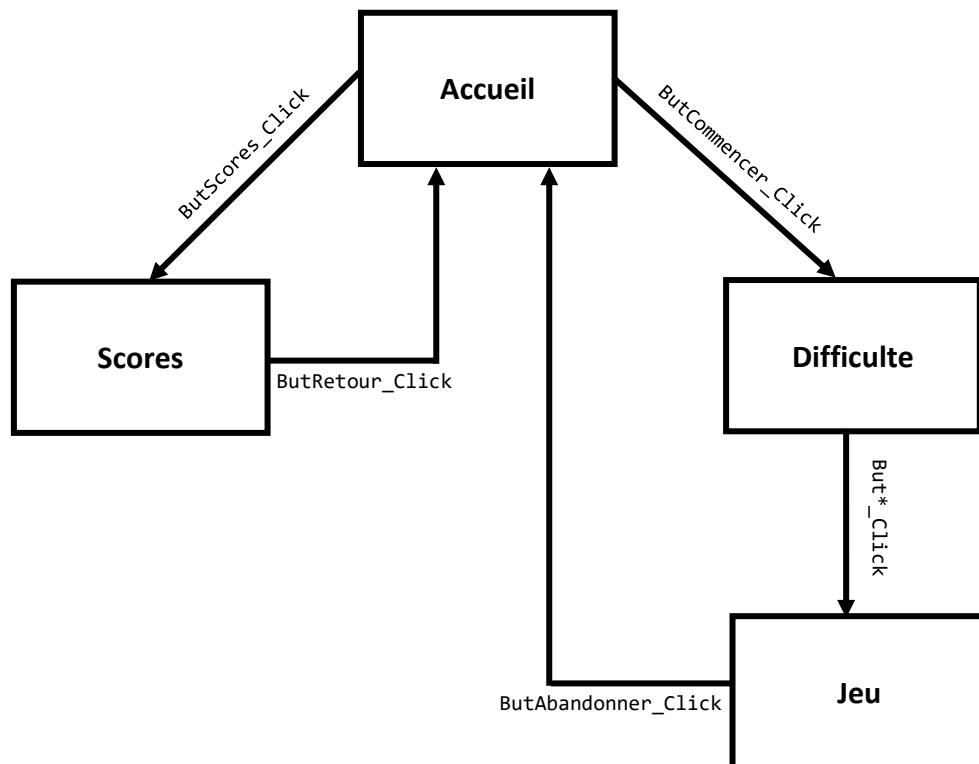 Accueil
ButScores_Click
ButCommencer_Click
Scores
ButRetour_Click
Difficulte
But*_Click
ButAbandonner_Click
Jeu